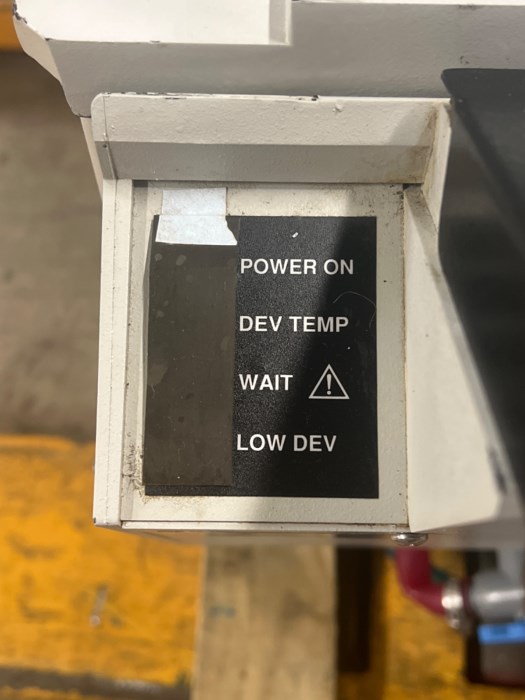 POWER ON
DEV TEMP
WAIT ⚠
LOW DEV